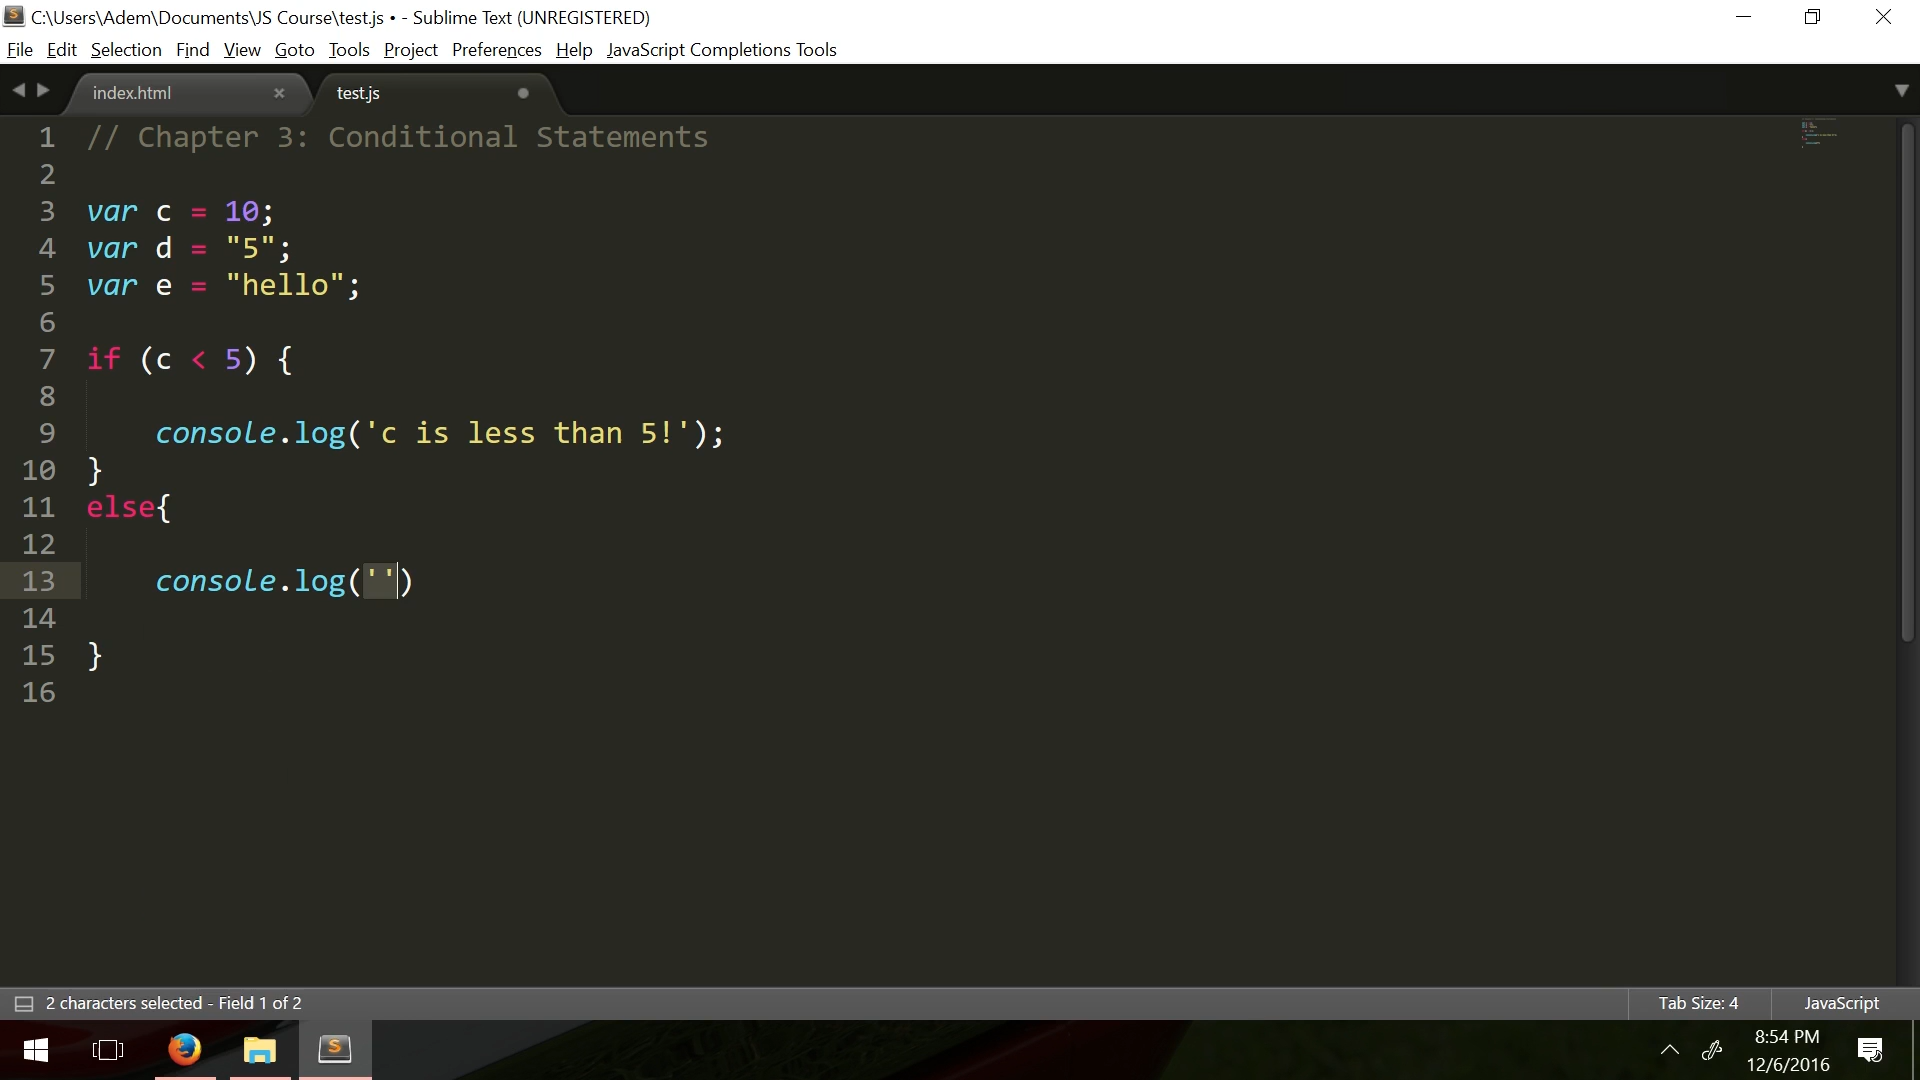 C:\Users\Adem\Documents\JS Course\test.js • - Sublime Text (UNREGISTERED)
File Edit Selection Find View Goto Tools Project Preferences Help JavaScript Completions Tools
index.html × test.js
1 // Chapter 3: Conditional Statements
2
3 var c = 10;
4 var d = "5";
5 var e = "hello";
6
7 if (c < 5) {
8
9 console.log('c is less than 5!');
10 }
11 else{
12
13 console.log('')
14
15 }
16
2 characters selected - Field 1 of 2 Tab Size: 4 JavaScript
8:54 PM
12/6/2016